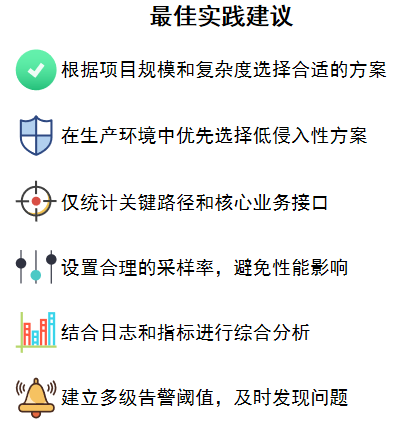 最佳实践建议
根据项目规模和复杂度选择合适的方案
在生产环境中优先选择低侵入性方案
仅统计关键路径和核心业务接口
设置合理的采样率，避免性能影响
结合日志和指标进行综合分析
建立多级告警阈值，及时发现问题